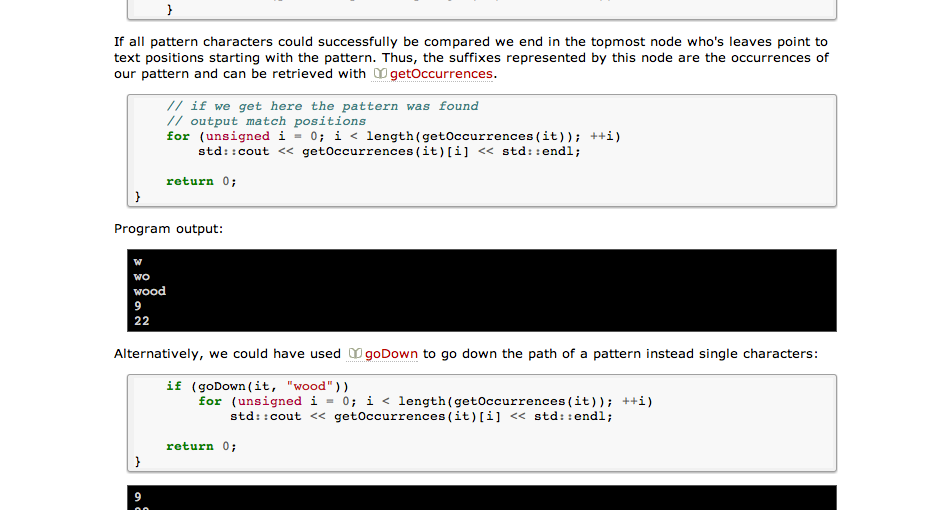 }
If all pattern characters could successfully be compared we end in the topmost node who's leaves point to
text positions starting with the pattern. Thus, the suffixes represented by this node are the occurrences of
our pattern and can be retrieved with getOccurrences.
// if we get here the pattern was found
// output match positions
for (unsigned i = 0; i < length(getOccurrences(it)); ++i)
std::cout << getOccurrences(it)[i] << std::endl;
return 0;
}
Program output:
w
wo
wood
9
22
Alternatively, we could have used goDown to go down the path of a pattern instead single characters:
if (goDown(it, "wood"))
for (unsigned i = 0; i < length(getOccurrences(it)); ++i)
std::cout << getOccurrences(it)[i] << std::endl;
return 0;
}
9